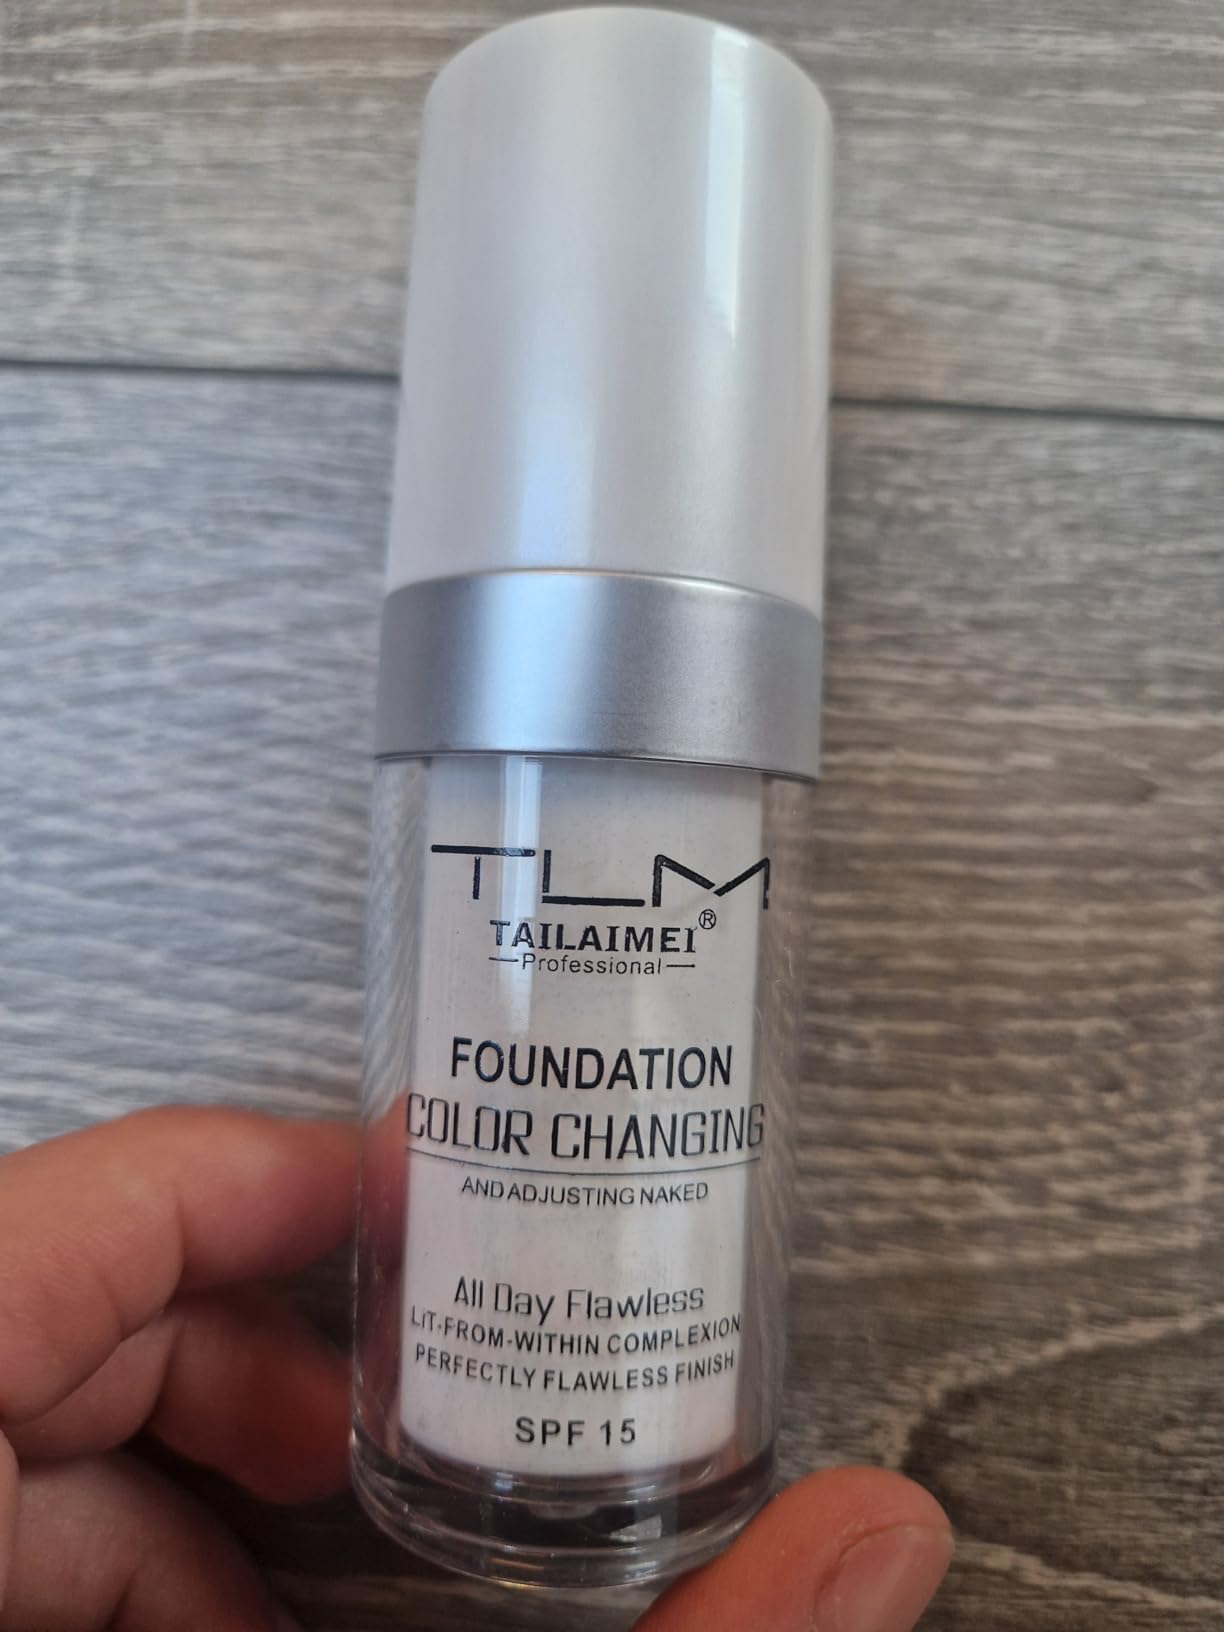 TLM
TAILAIMEI®
Professional
FOUNDATION
COLOR CHANGING
AND ADJUSTING NAKED
All Day Flawless
LIT-FROM-WITHIN COMPLEXION
PERFECTLY FLAWLESS FINISH
SPF 15